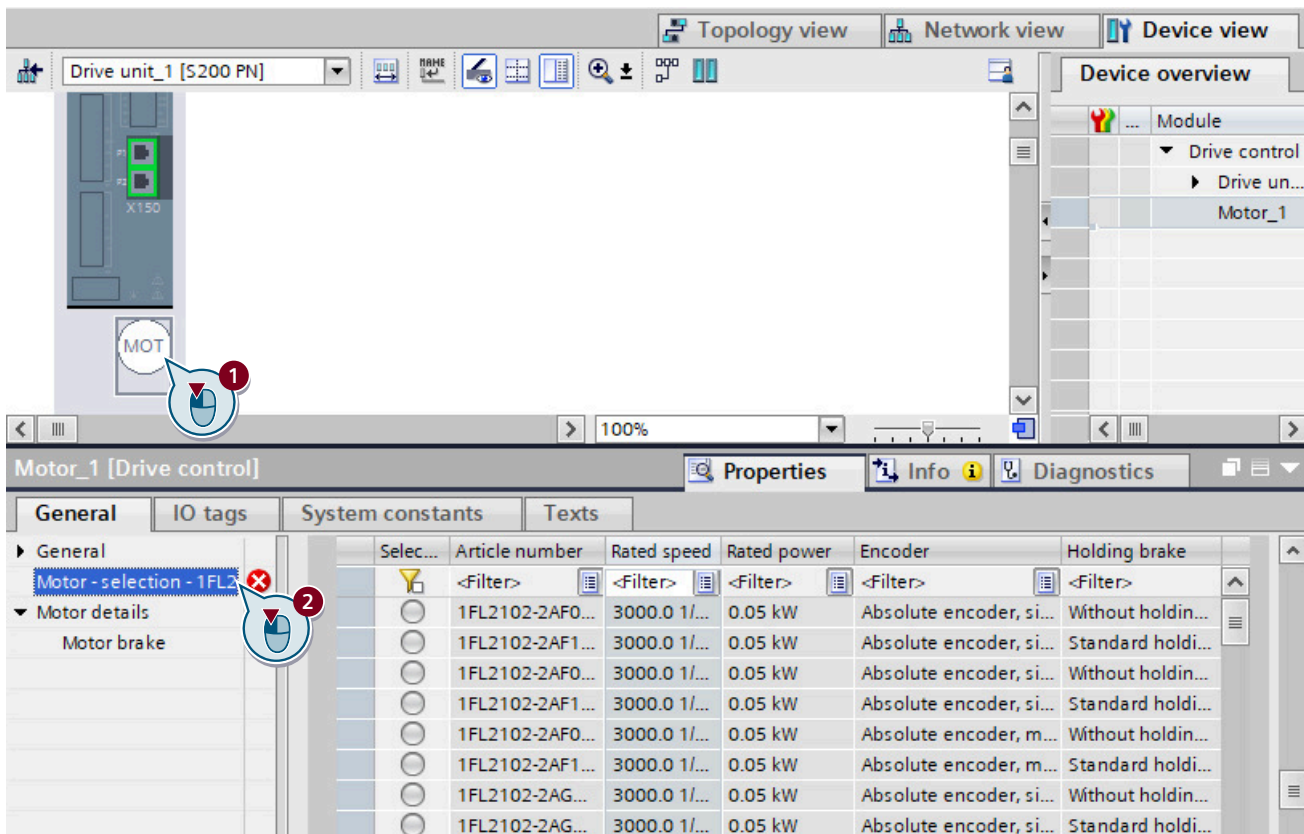 Topology view Network view Device view
Drive unit_1 [S200 PN] NAME Device overview
... Module
Drive control
Drive un...
Motor_1
P1
P2
X150
MOT
1
100%
Motor_1 [Drive control] Properties Info Diagnostics
General IO tags System constants Texts
General
Motor - selection - 1FL2
2
Motor details
Motor brake
Selec... Article number Rated speed Rated power Encoder Holding brake
<Filter> <Filter> <Filter> <Filter> <Filter>
1FL2102-2AF0... 3000.0 1/... 0.05 kW Absolute encoder, si... Without holdin...
1FL2102-2AF1... 3000.0 1/... 0.05 kW Absolute encoder, si... Standard holdi...
1FL2102-2AF0... 3000.0 1/... 0.05 kW Absolute encoder, si... Without holdin...
1FL2102-2AF1... 3000.0 1/... 0.05 kW Absolute encoder, si... Standard holdi...
1FL2102-2AF0... 3000.0 1/... 0.05 kW Absolute encoder, m... Without holdin...
1FL2102-2AF1... 3000.0 1/... 0.05 kW Absolute encoder, m... Standard holdi...
1FL2102-2AG... 3000.0 1/... 0.05 kW Absolute encoder, si... Without holdin...
1FL2102-2AG... 3000.0 1/... 0.05 kW Absolute encoder, si... Standard holdi...